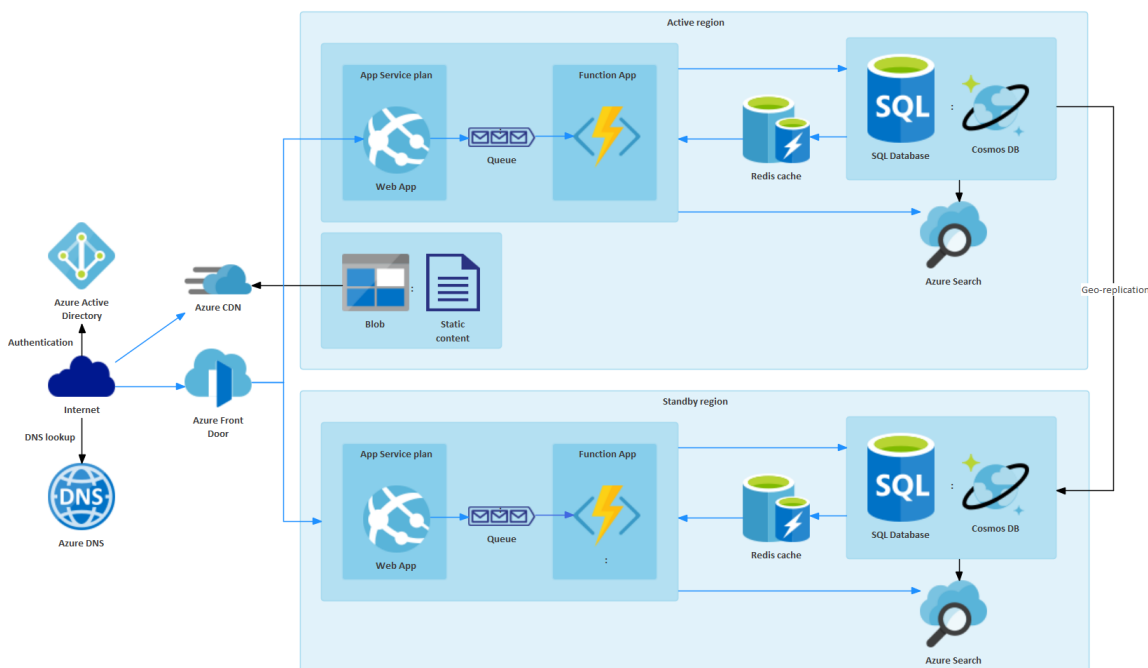 Active region
App Service plan
Function App
SQL
:
Web App
Queue
Redis cache
SQL Database
Cosmos DB
Azure Search
Azure Active
Directory
Authentication
Internet
DNS lookup
DNS
Azure DNS
Azure CDN
Azure Front
Door
:
Blob
Static
content
Geo-replication
Standby region
App Service plan
Function App
SQL
:
Web App
Queue
:
Redis cache
SQL Database
Cosmos DB
Azure Search